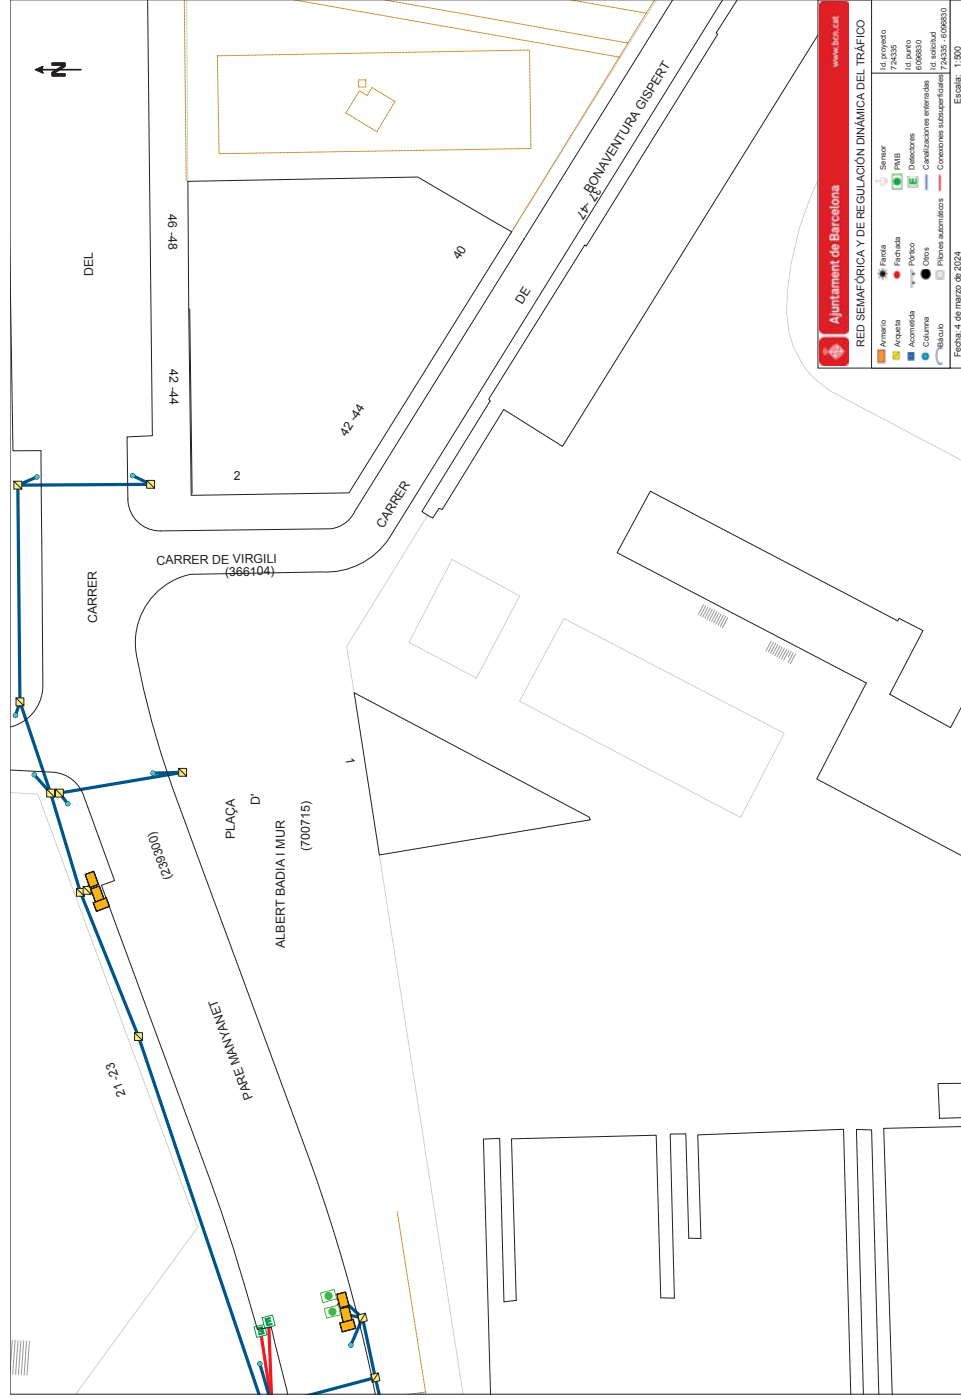 N
DEL
46 -48
42 -44
40
42 -44
2
BONAVENTURA GISPERT
37 -47
DE
CARRER
CARRER DE VIRGILI
(366104)
CARRER
1
PLAÇA
D'
ALBERT BADIA I MUR
(700715)
(239300)
PARE MANYANET
21 -23
Ajuntament de Barcelona
www.bcn.cat
RED SEMAFÓRICA Y DE REGULACIÓN DINÁMICA DEL TRÁFICO
Armario
Arqueta
Acometida
Columna
Báculo
Farola
Fachada
Pórtico
Otros
Pilones automáticos
Sensor
PMB
E
Detectores
Canalizaciones enterradas
Conexiones subsuperficiales
Id. proyecto
724335
Id. punto
6096830
Id. solicitud
724335 - 6096830
Fecha: 4 de marzo de 2024
Escala: 1:500